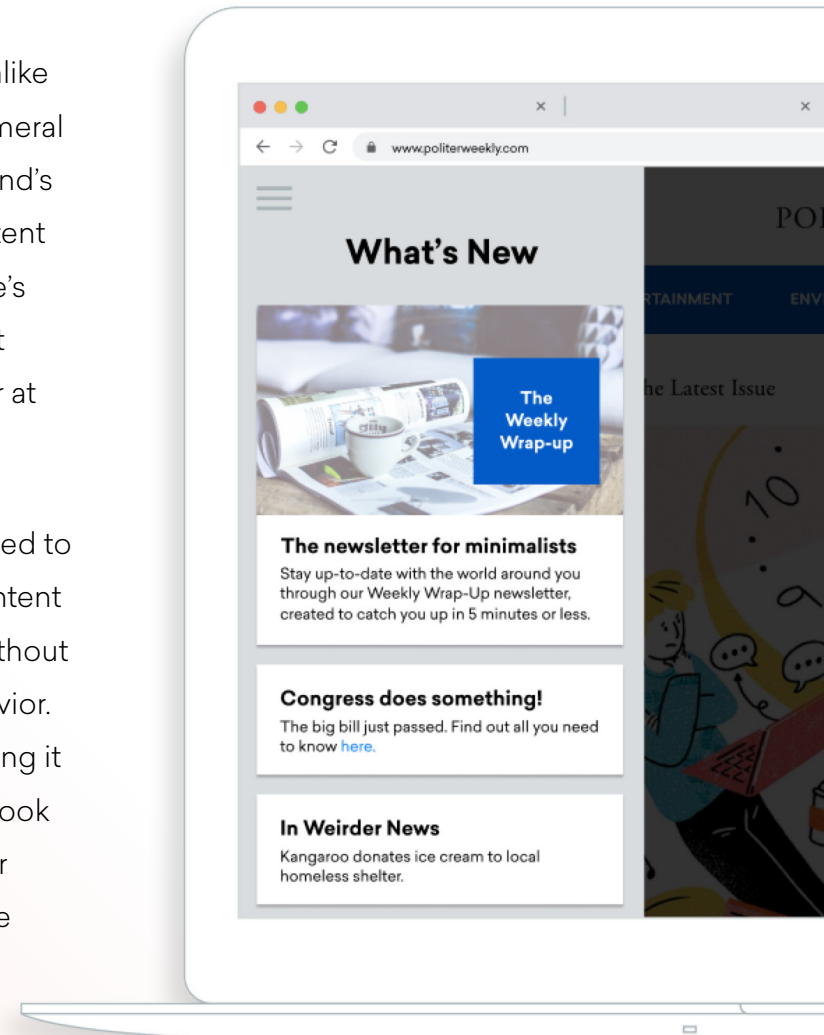 like
meral
nd's
tent
e's
t
r at
ed to
ntent
thout
vior.
ng it
ook
r
e
www.politerweekly.com
What's New
The
Weekly
Wrap-up
The newsletter for minimalists
Stay up-to-date with the world around you
through our Weekly Wrap-Up newsletter,
created to catch you up in 5 minutes or less.
Congress does something!
The big bill just passed. Find out all you need
to know here.
In Weirder News
Kangaroo donates ice cream to local
homeless shelter.
PO
RTAINMENT ENV
he Latest Issue
10
9